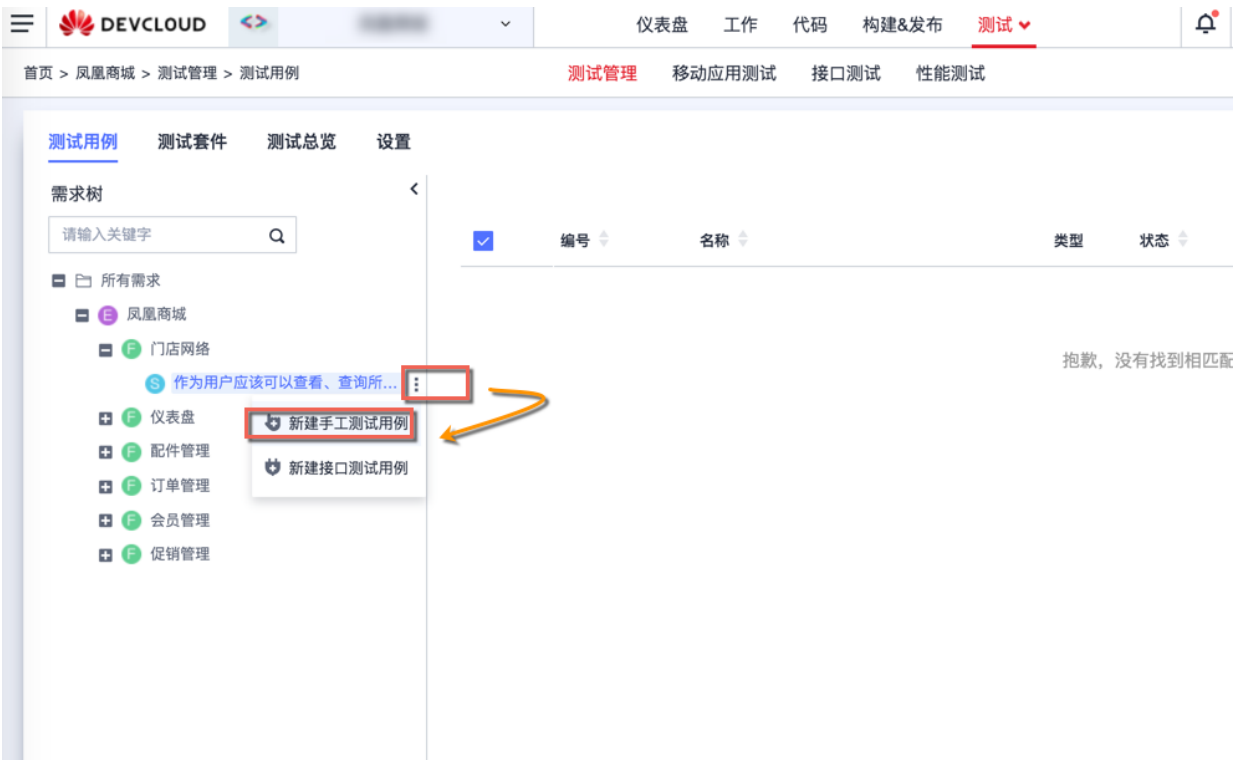 DEVCLOUD
仪表盘 工作 代码 构建&发布 测试
首页 > 凤凰商城 > 测试管理 > 测试用例
测试管理 移动应用测试 接口测试 性能测试
测试用例 测试套件 测试总览 设置
需求树
请输入关键字
编号 名称 类型 状态
所有需求
E 凤凰商城
F 门店网络
抱歉，没有找到相匹配
S 作为用户应该可以查看、查询所...
F 仪表盘
新建手工测试用例
F 配件管理
新建接口测试用例
F 订单管理
F 会员管理
F 促销管理